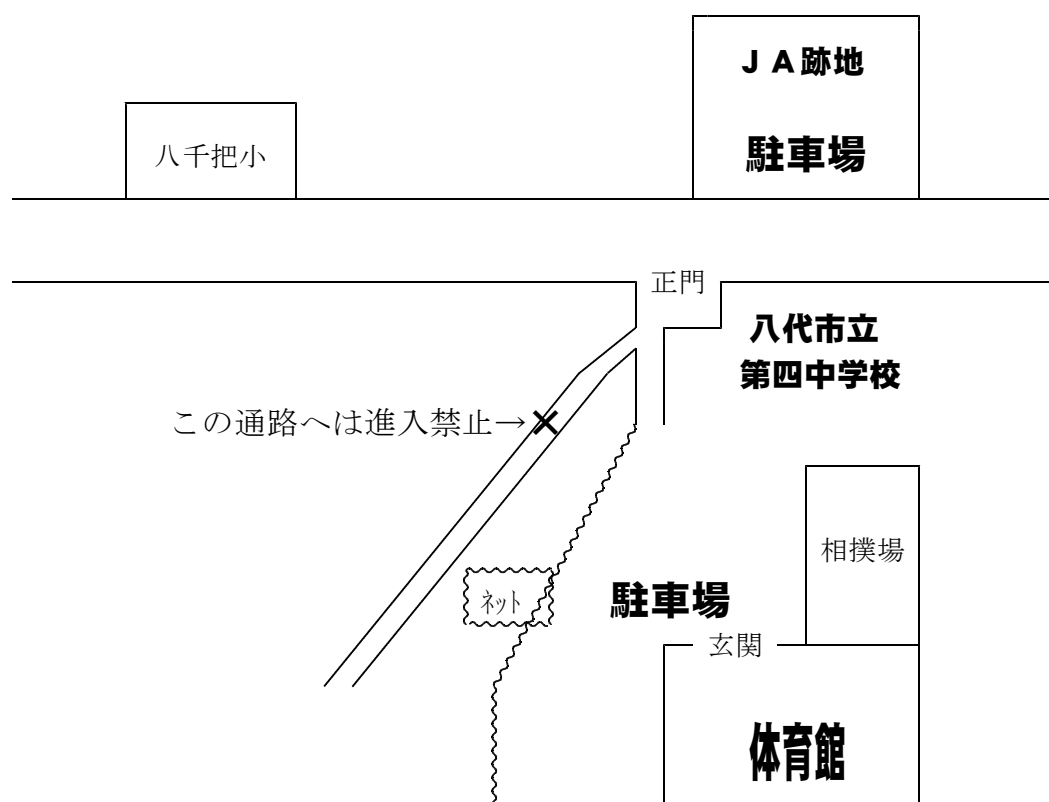 ＪＡ跡地
駐車場
八千把小
正門
八代市立
第四中学校
この通路へは進入禁止→×
相撲場
ﾈｯﾄ
駐車場
玄関
体育館